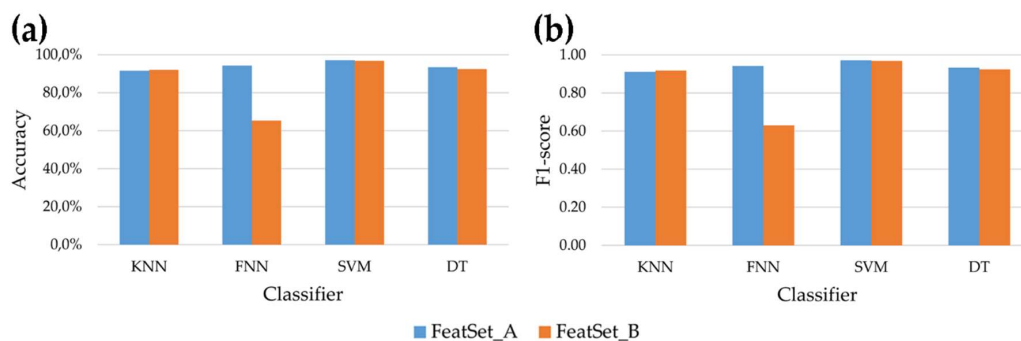 (a)
100,0%
80,0%
60,0%
40,0%
20,0%
0,0%
Accuracy
KNN FNN SVM DT
Classifier
(b)
1.00
0.80
0.60
0.40
0.20
0.00
F1-score
KNN FNN SVM DT
Classifier
FeatSet_A FeatSet_B